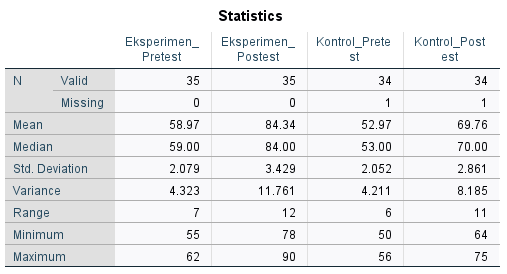 Statistics
Eksperimen_ Eksperimen_ Kontrol_Prete Kontrol_Post
Pretest Postest st est
N Valid 35 35 34 34
Missing 0 0 1 1
Mean 58.97 84.34 52.97 69.76
Median 59.00 84.00 53.00 70.00
Std. Deviation 2.079 3.429 2.052 2.861
Variance 4.323 11.761 4.211 8.185
Range 7 12 6 11
Minimum 55 78 50 64
Maximum 62 90 56 75